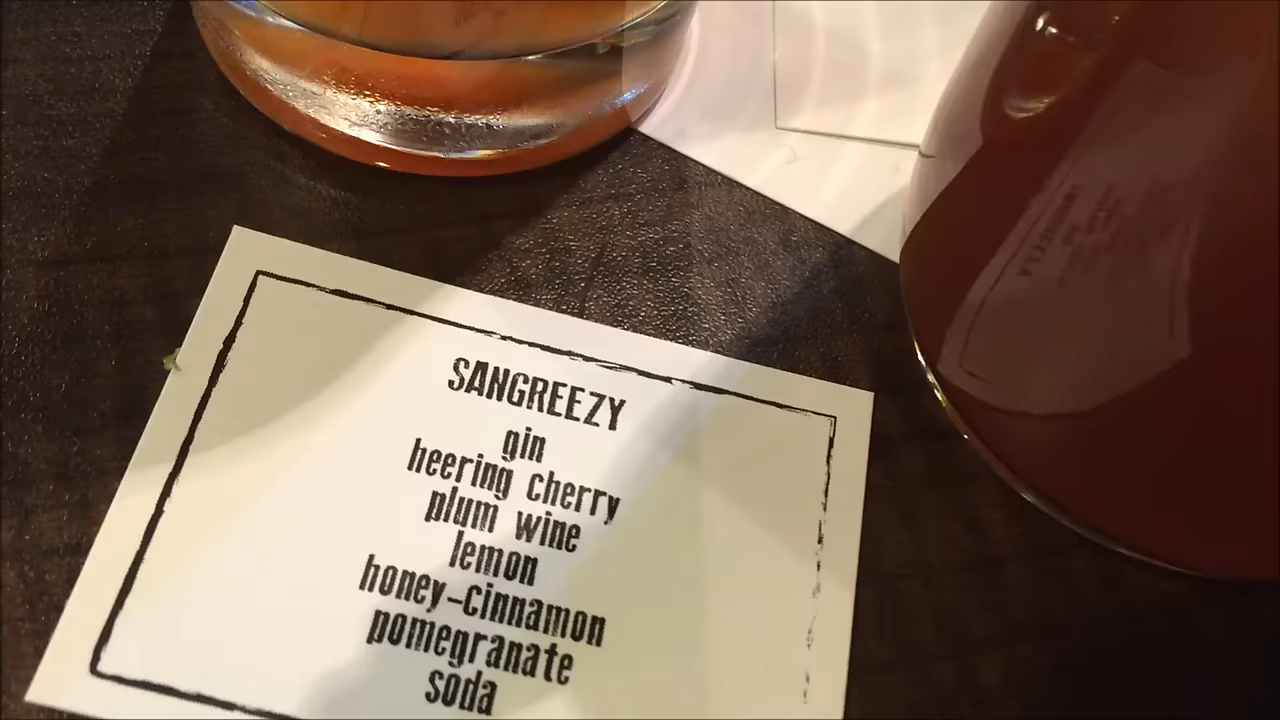 SANGREEZY
gin
heering cherry
plum wine
lemon
honey-cinnamon
pomegranate
soda